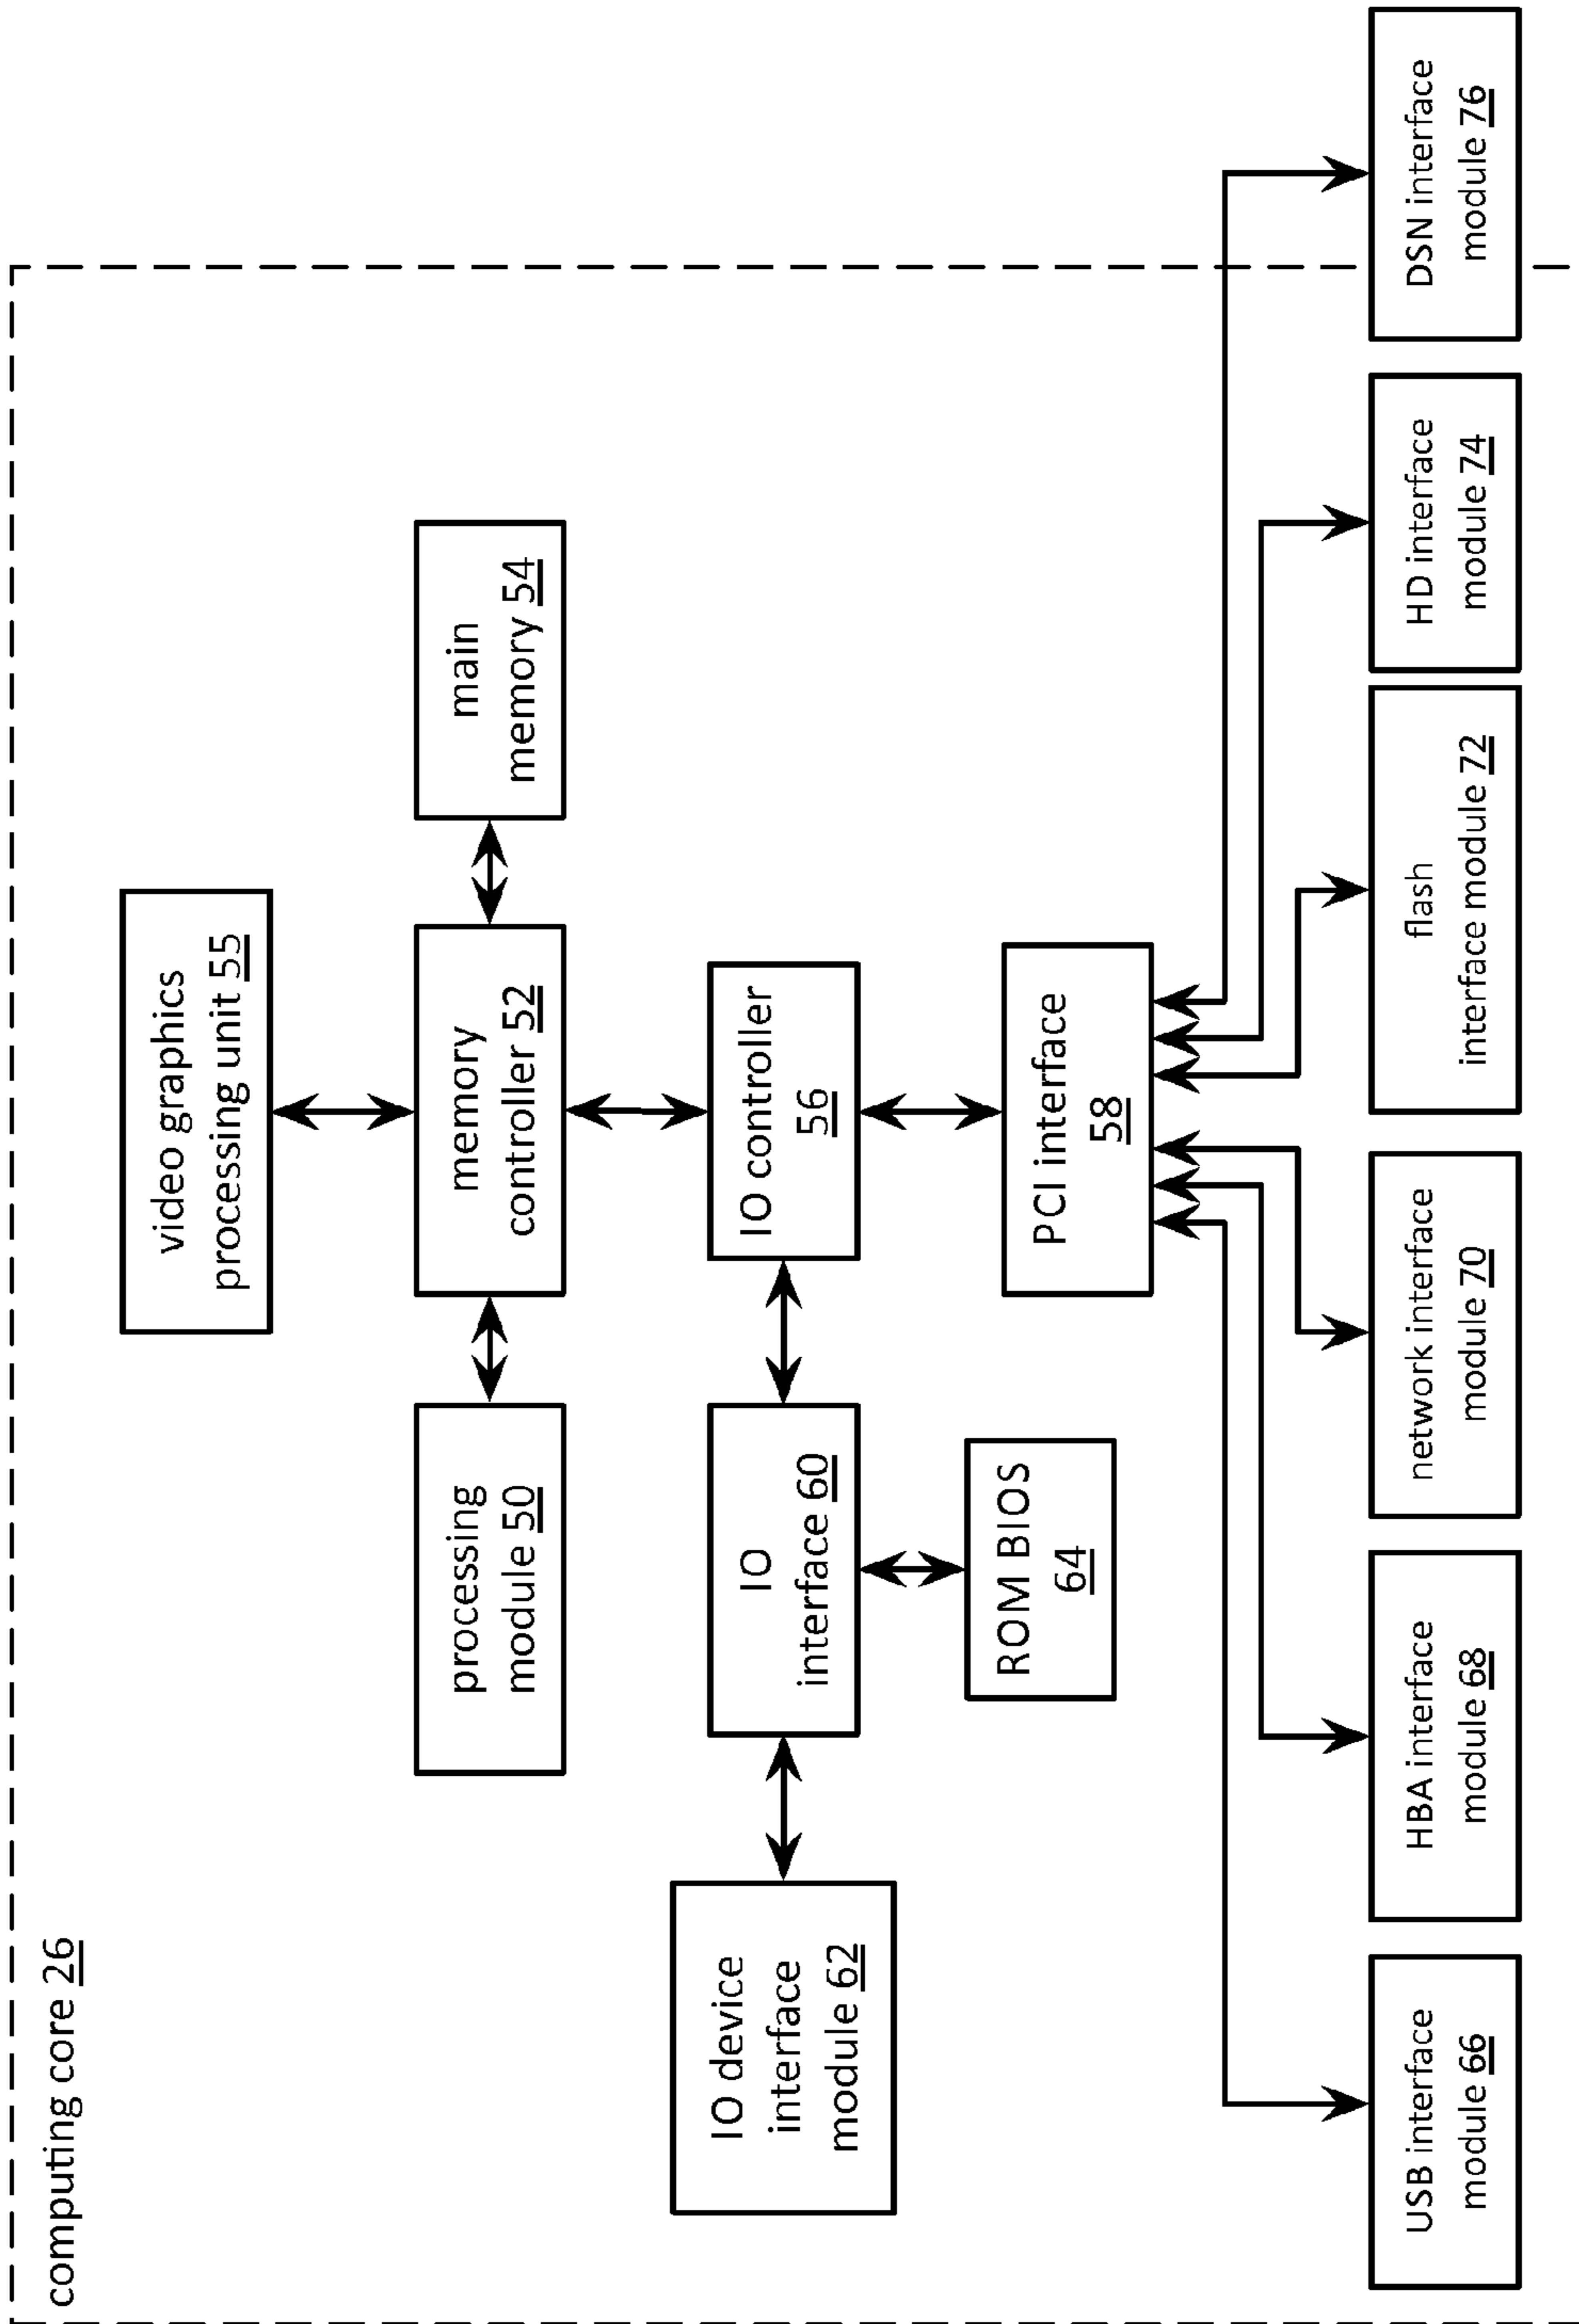 computing core 26
video graphics
processing unit 55
processing
module 50
memory
controller 52
main
memory 54
IO device
interface
module 62
IO
interface 60
IO controller
56
ROM BIOS
64
PCI interface
58
USB interface
module 66
HBA interface
module 68
network interface
module 70
flash
interface module 72
HD interface
module 74
DSN interface
module 76